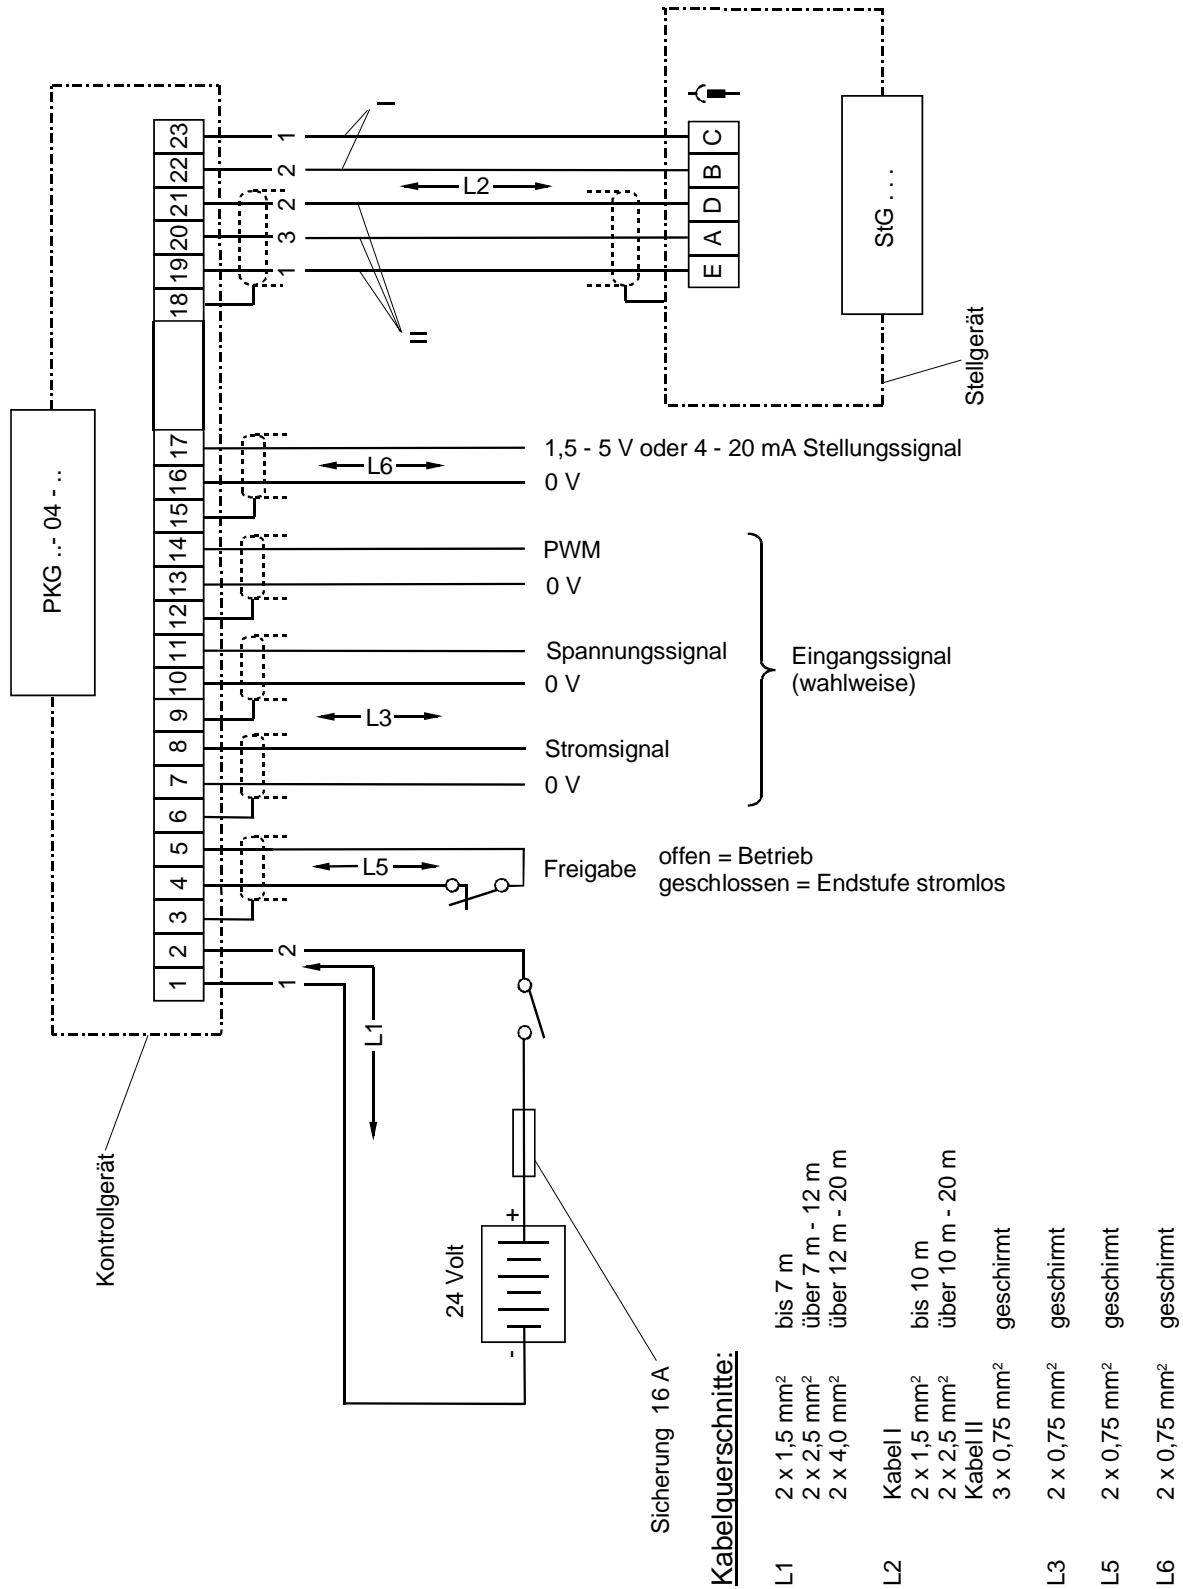 PKG ..- 04 - ..
Kontrollgerät
23
22
21
20
19
18
17
16
15
14
13
12
11
10
9
8
7
6
5
4
3
2
1
1
2
2
3
1
I
II
L2
C
B
D
A
E
StG . . .
Stellgerät
1,5 - 5 V oder 4 - 20 mA Stellungssignal
L6
0 V
PWM
0 V
Spannungssignal
0 V
L3
Stromsignal
0 V
Eingangssignal
(wahlweise)
L5
Freigabe
offen = Betrieb
geschlossen = Endstufe stromlos
2
1
L1
24 Volt
+
-
Sicherung 16 A
Kabelquerschnitte:
L1 2 x 1,5 mm² bis 7 m
2 x 2,5 mm² über 7 m - 12 m
2 x 4,0 mm² über 12 m - 20 m
L2 Kabel I
2 x 1,5 mm² bis 10 m
2 x 2,5 mm² über 10 m - 20 m
Kabel II
3 x 0,75 mm² geschirmt
L3 2 x 0,75 mm² geschirmt
L5 2 x 0,75 mm² geschirmt
L6 2 x 0,75 mm² geschirmt